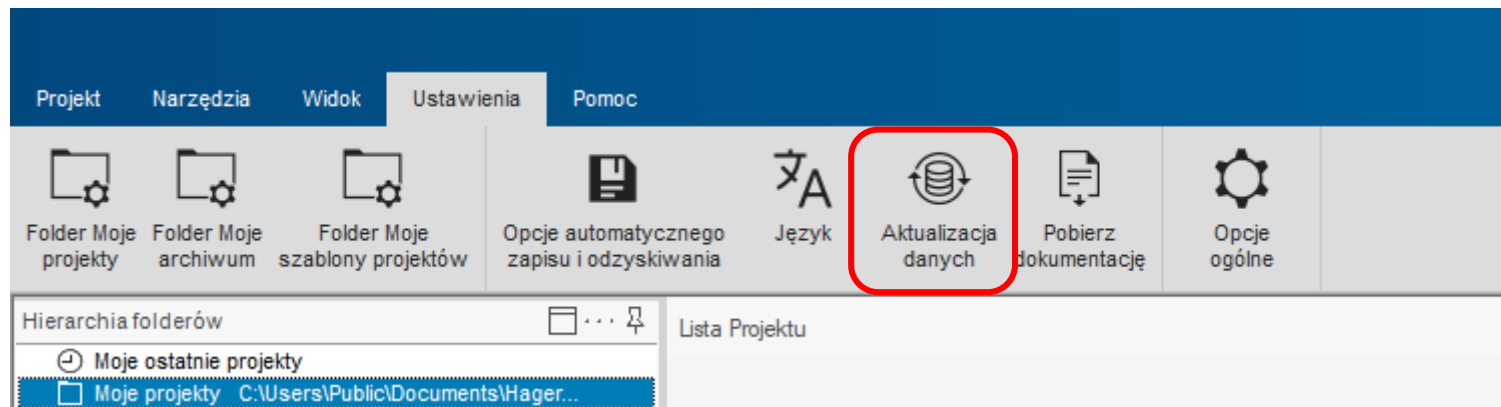 Projekt Narzędzia Widok Ustawienia Pomoc
Folder Moje Folder Moje Folder Moje Opcje automatycznego Język Aktualizacja Pobierz Opcje
projekty archiwum szablony projektów zapisu i odzyskiwania danych dokumentację ogólne
Hierarchia folderów Lista Projektu
Moje ostatnie projekty
Moje projekty C:\Users\Public\Documents\Hager...